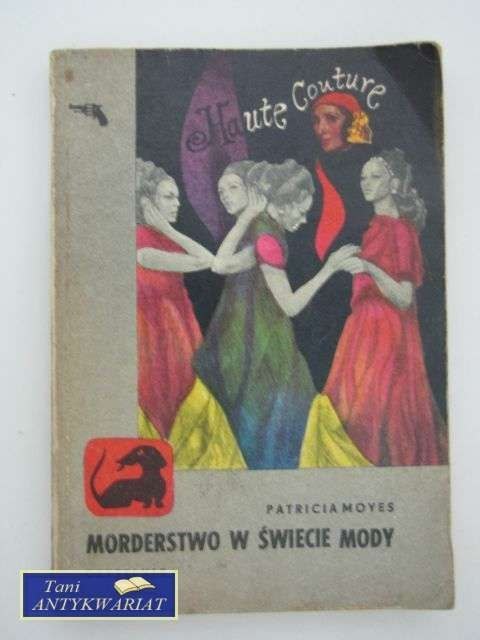 Haute Couture
PATRICIA MOYES
MORDERSTWO W ŚWIECIE MODY
Tani
ANTYKWARIAT